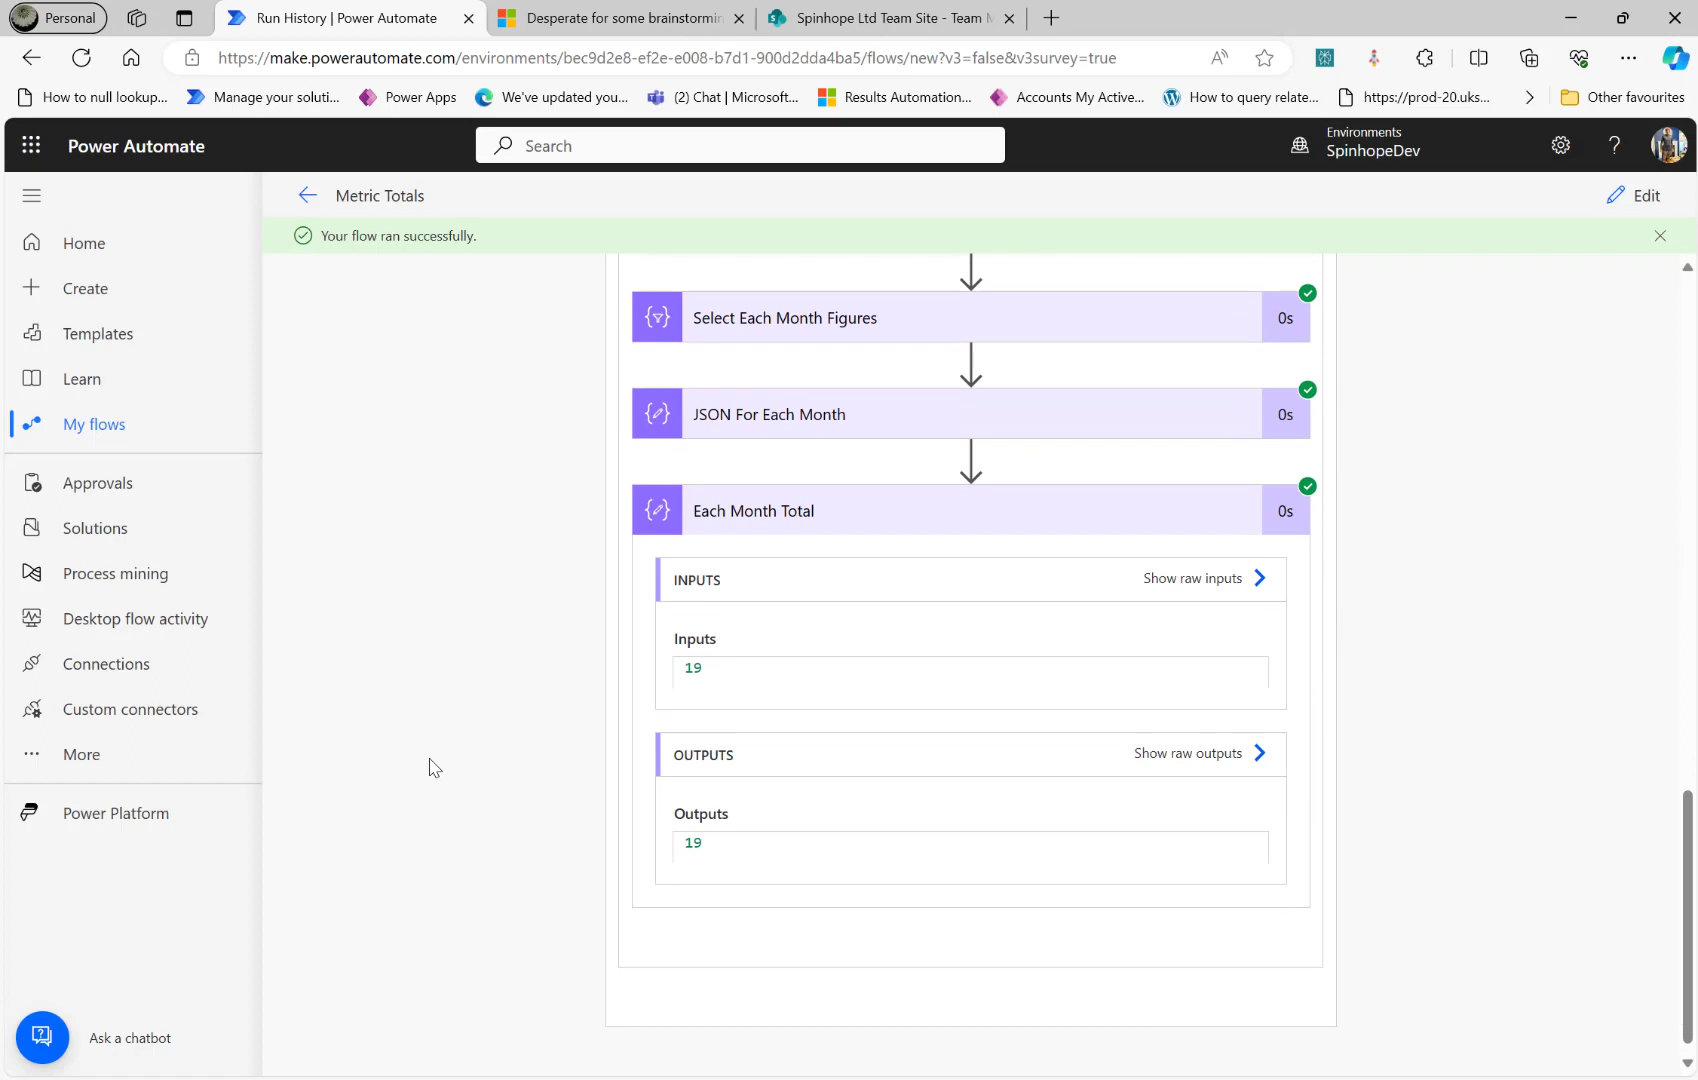 Personal
Run History | Power Automate
Desperate for some brainstormin
Spinhope Ltd Team Site - Team M
https://make.powerautomate.com/environments/bec9d2e8-ef2e-e008-b7d1-900d2dda4ba5/flows/new?v3=false&v3survey=true
How to null lookup...
Manage your soluti...
Power Apps
We've updated you...
(2) Chat | Microsoft...
Results Automation...
Accounts My Active...
How to query relate...
https://prod-20.uks...
Other favourites
Power Automate
Search
Environments
SpinhopeDev
Metric Totals
Edit
Your flow ran successfully.
Home
Create
Templates
Learn
My flows
Approvals
Solutions
Process mining
Desktop flow activity
Connections
Custom connectors
More
Power Platform
Ask a chatbot
Select Each Month Figures
0s
JSON For Each Month
0s
Each Month Total
0s
INPUTS
Show raw inputs
Inputs
19
OUTPUTS
Show raw outputs
Outputs
19